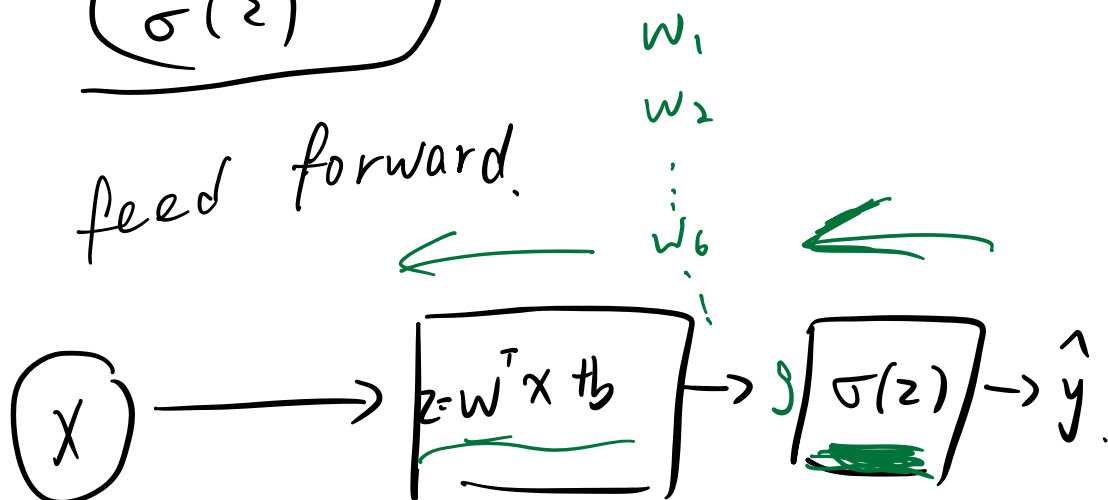 σ(z)
w₁
w₂
feed forward.
⋮
w₆
⋮
X
z=wᵀx+b
g
σ(z)
ŷ.